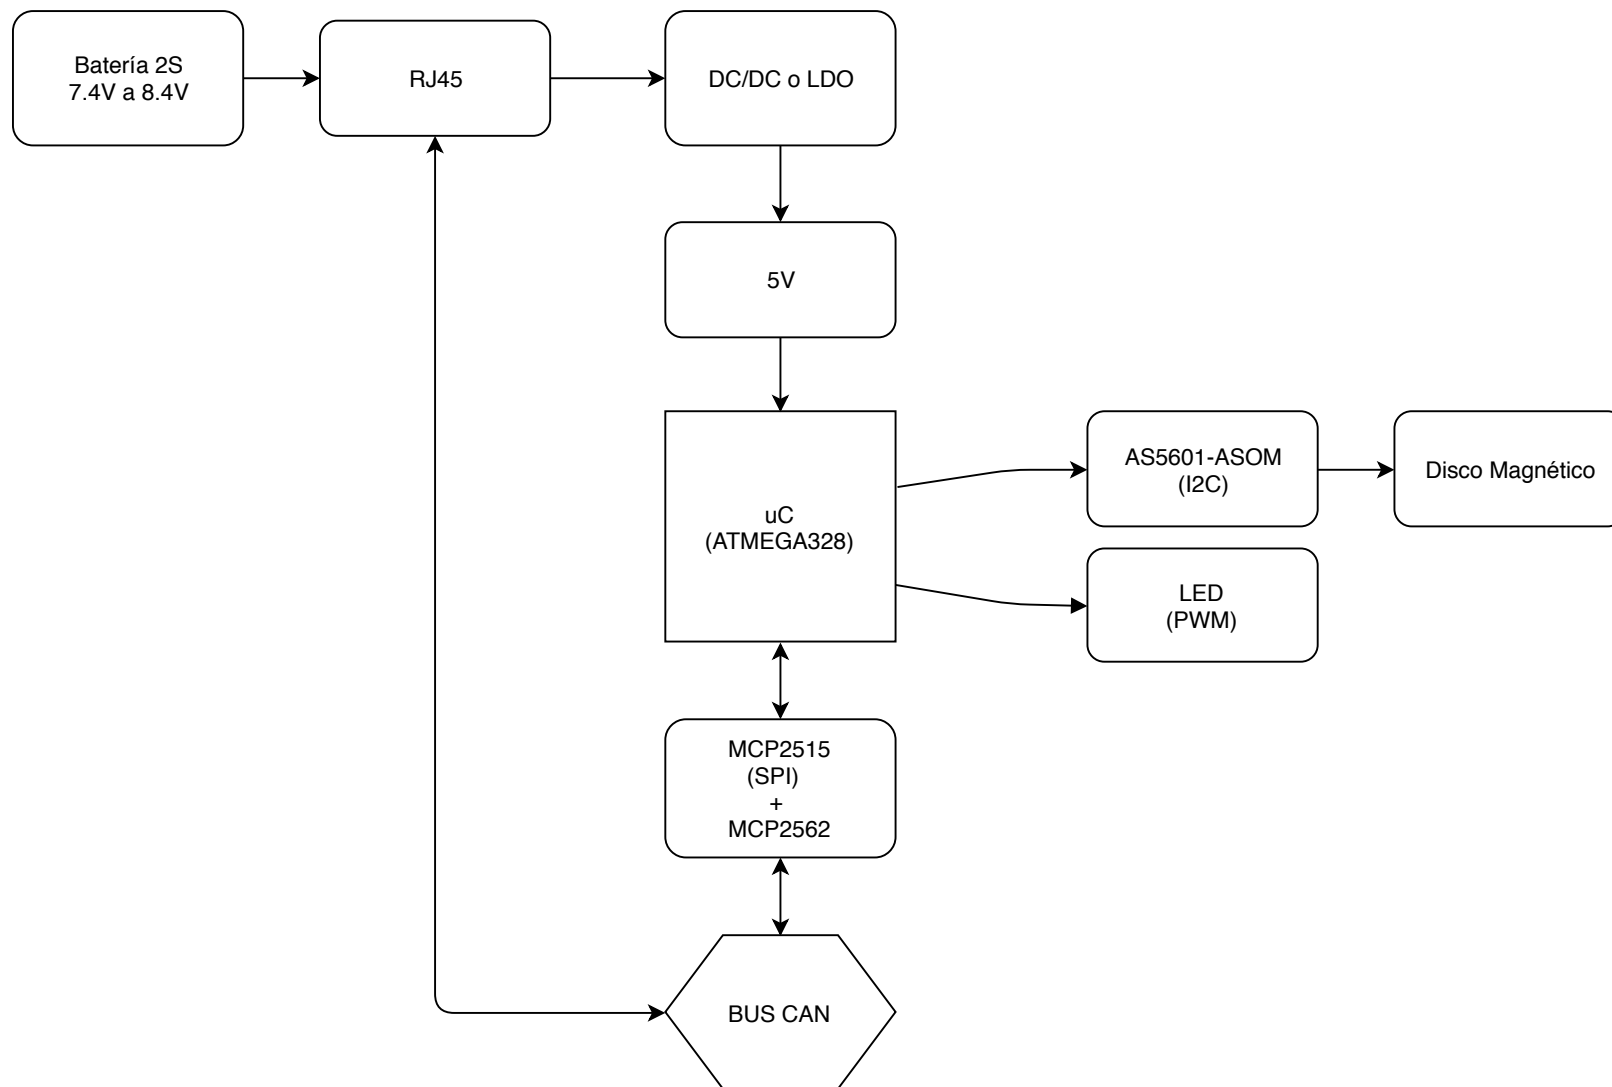 Batería 2S
7.4V a 8.4V
RJ45
DC/DC o LDO
5V
uC
(ATMEGA328)
AS5601-ASOM
(I2C)
Disco Magnético
LED
(PWM)
MCP2515
(SPI)
+
MCP2562
BUS CAN